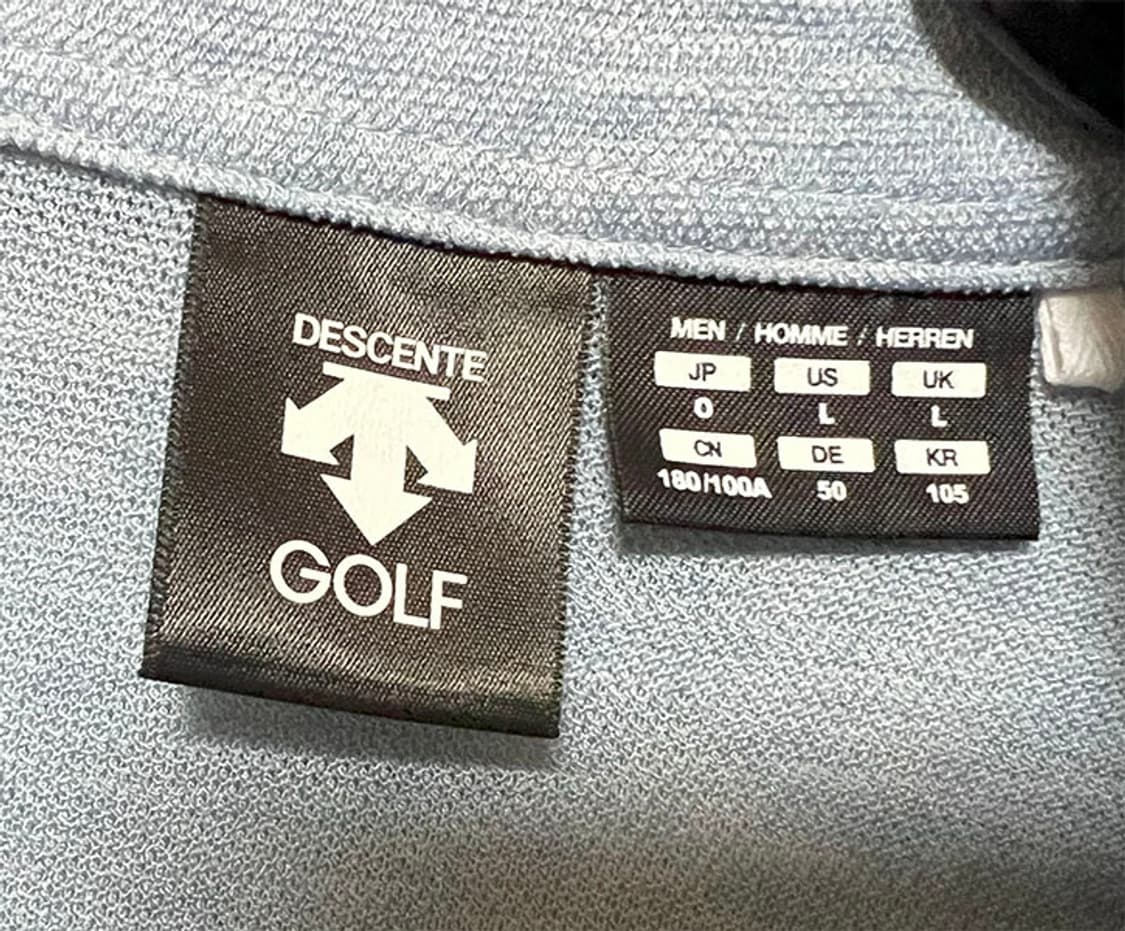 DESCENTE
GOLF
MEN / HOMME / HERREN
JP US UK
O L L
CN DE KR
180/100A 50 105